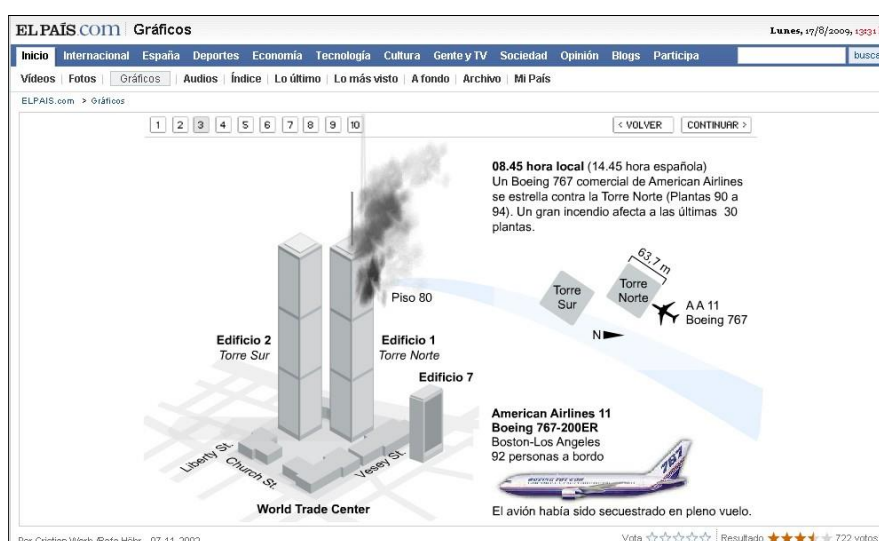 EL PAÍS.COM Gráficos
Lunes, 17/8/2009, 13:31
Inicio Internacional España Deportes Economía Tecnología Cultura Gente y TV Sociedad Opinión Blogs Participa busca
Vídeos | Fotos | Gráficos | Audios | Índice | Lo último | Lo más visto | A fondo | Archivo | Mi País
ELPAIS.com > Gráficos
1 2 3 4 5 6 7 8 9 10
< VOLVER CONTINUAR >
08.45 hora local (14.45 hora española)
Un Boeing 767 comercial de American Airlines
se estrella contra la Torre Norte (Plantas 90 a
94). Un gran incendio afecta a las últimas 30
plantas.
63,7 m
Torre
Sur
Torre
Norte
AA 11
Boeing 767
N
Piso 80
Edificio 2
Torre Sur
Edificio 1
Torre Norte
Edificio 7
Liberty St.
Church St.
Vesey St.
World Trade Center
American Airlines 11
Boeing 767-200ER
Boston-Los Angeles
92 personas a bordo
767
El avión había sido secuestrado en pleno vuelo.
Vota Resultado 722 votos